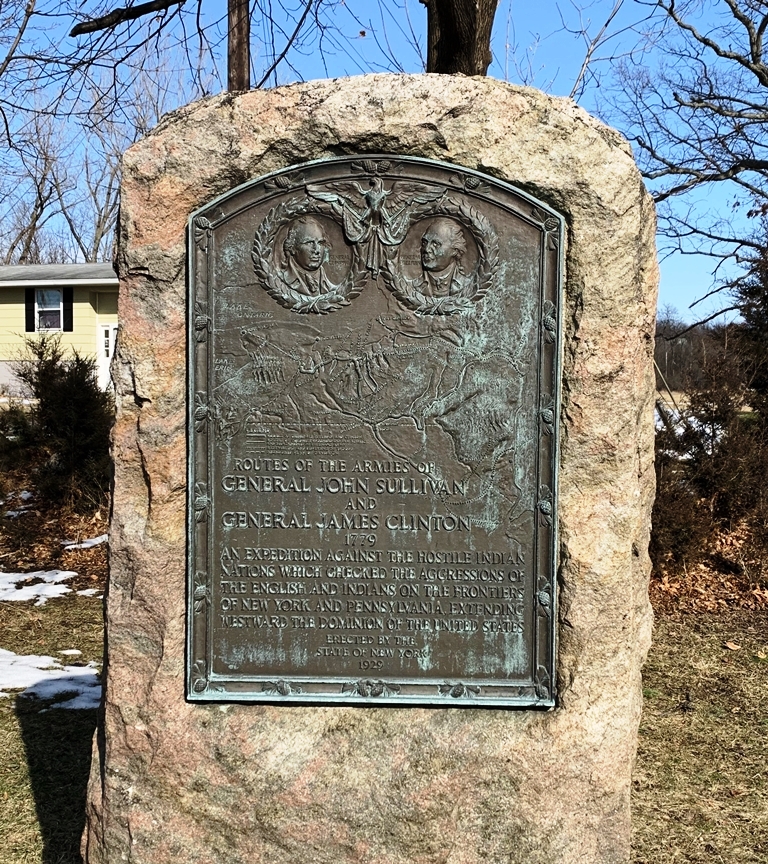 LAKE
ONTARIO
ROUTES OF THE ARMIES OF
GENERAL JOHN SULLIVAN
AND
GENERAL JAMES CLINTON
1779
AN EXPEDITION AGAINST THE HOSTILE INDIAN
NATIONS WHICH CHECKED THE AGGRESSIONS OF
THE ENGLISH AND INDIANS ON THE FRONTIERS
OF NEW YORK AND PENNSYLVANIA, EXTENDING
WESTWARD THE DOMINION OF THE UNITED STATES
ERECTED BY THE
STATE OF NEW YORK
1929